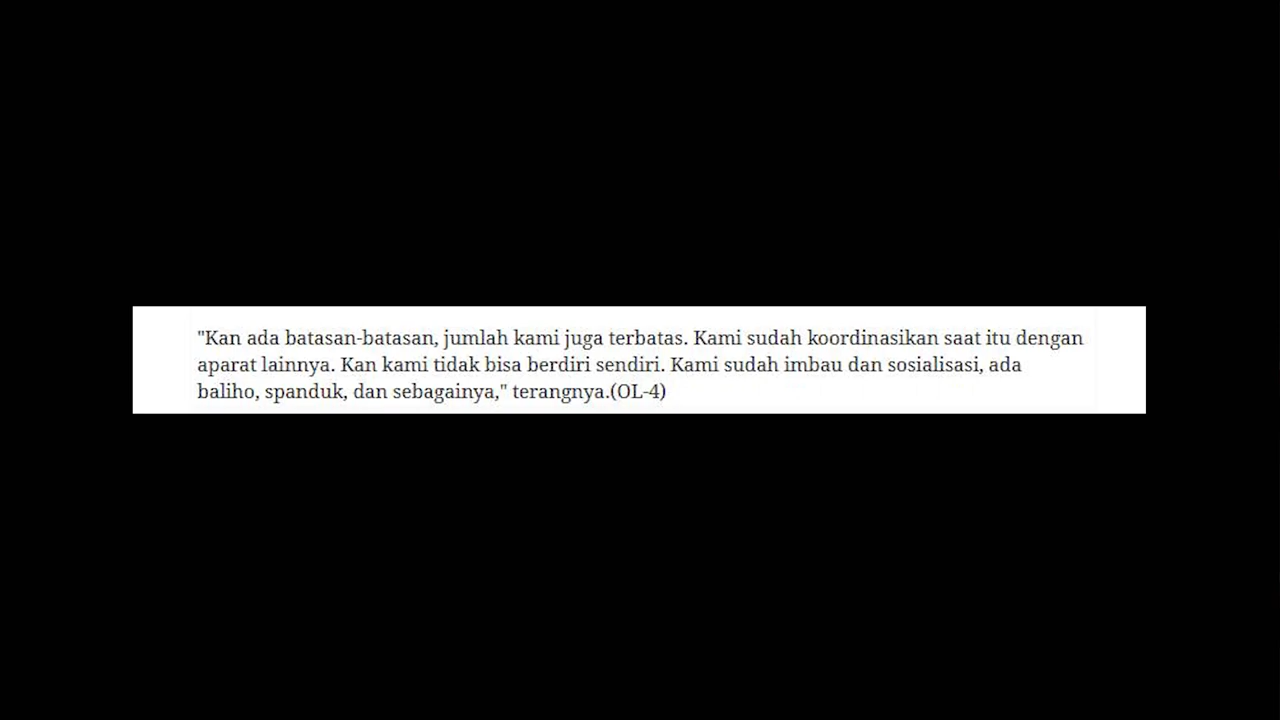 "Kan ada batasan-batasan, jumlah kami juga terbatas. Kami sudah koordinasikan saat itu dengan
aparat lainnya. Kan kami tidak bisa berdiri sendiri. Kami sudah imbau dan sosialisasi, ada
baliho, spanduk, dan sebagainya," terangnya.(OL-4)